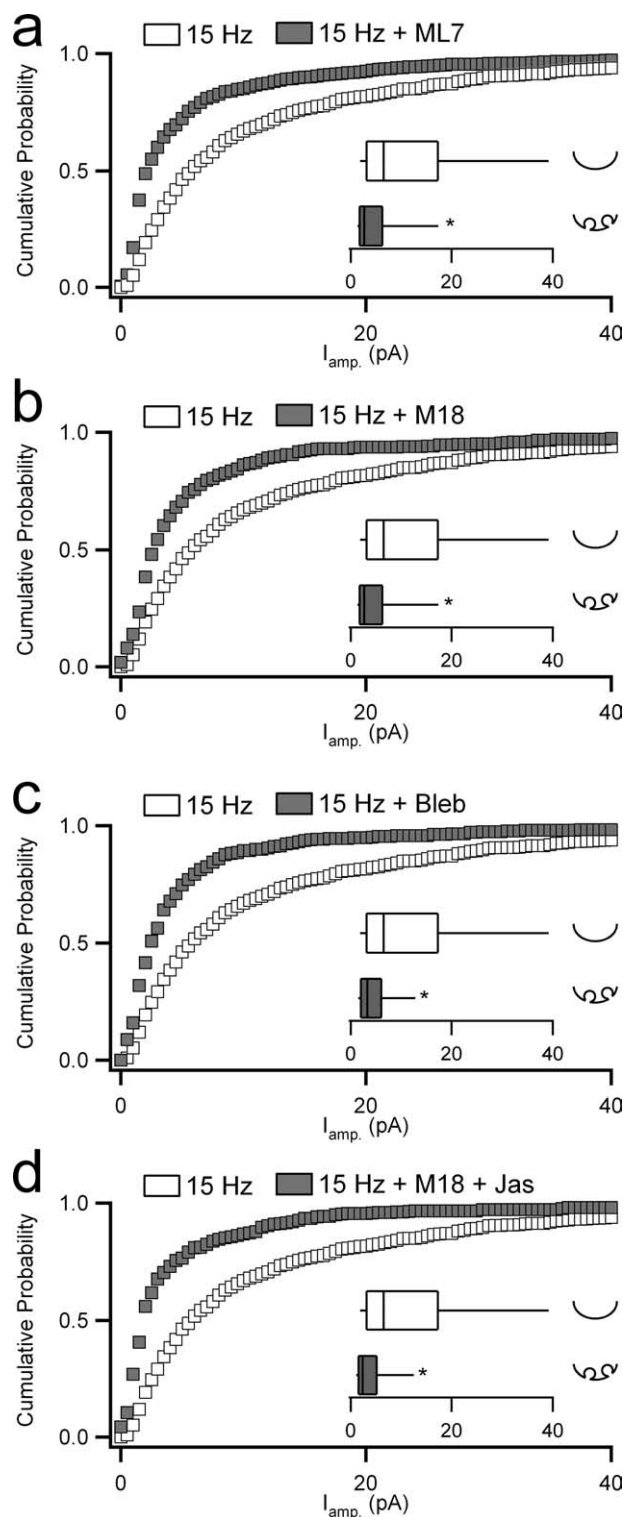 a
15 Hz 15 Hz + ML7
Cumulative Probability
1.0
0.5
0.0
*
0 20 40
0 20 40
I amp. (pA)
b
15 Hz 15 Hz + M18
Cumulative Probability
1.0
0.5
0.0
*
0 20 40
0 20 40
I amp. (pA)
c
15 Hz 15 Hz + Bleb
Cumulative Probability
1.0
0.5
0.0
*
0 20 40
0 20 40
I amp. (pA)
d
15 Hz 15 Hz + M18 + Jas
Cumulative Probability
1.0
0.5
0.0
*
0 20 40
0 20 40
I amp. (pA)